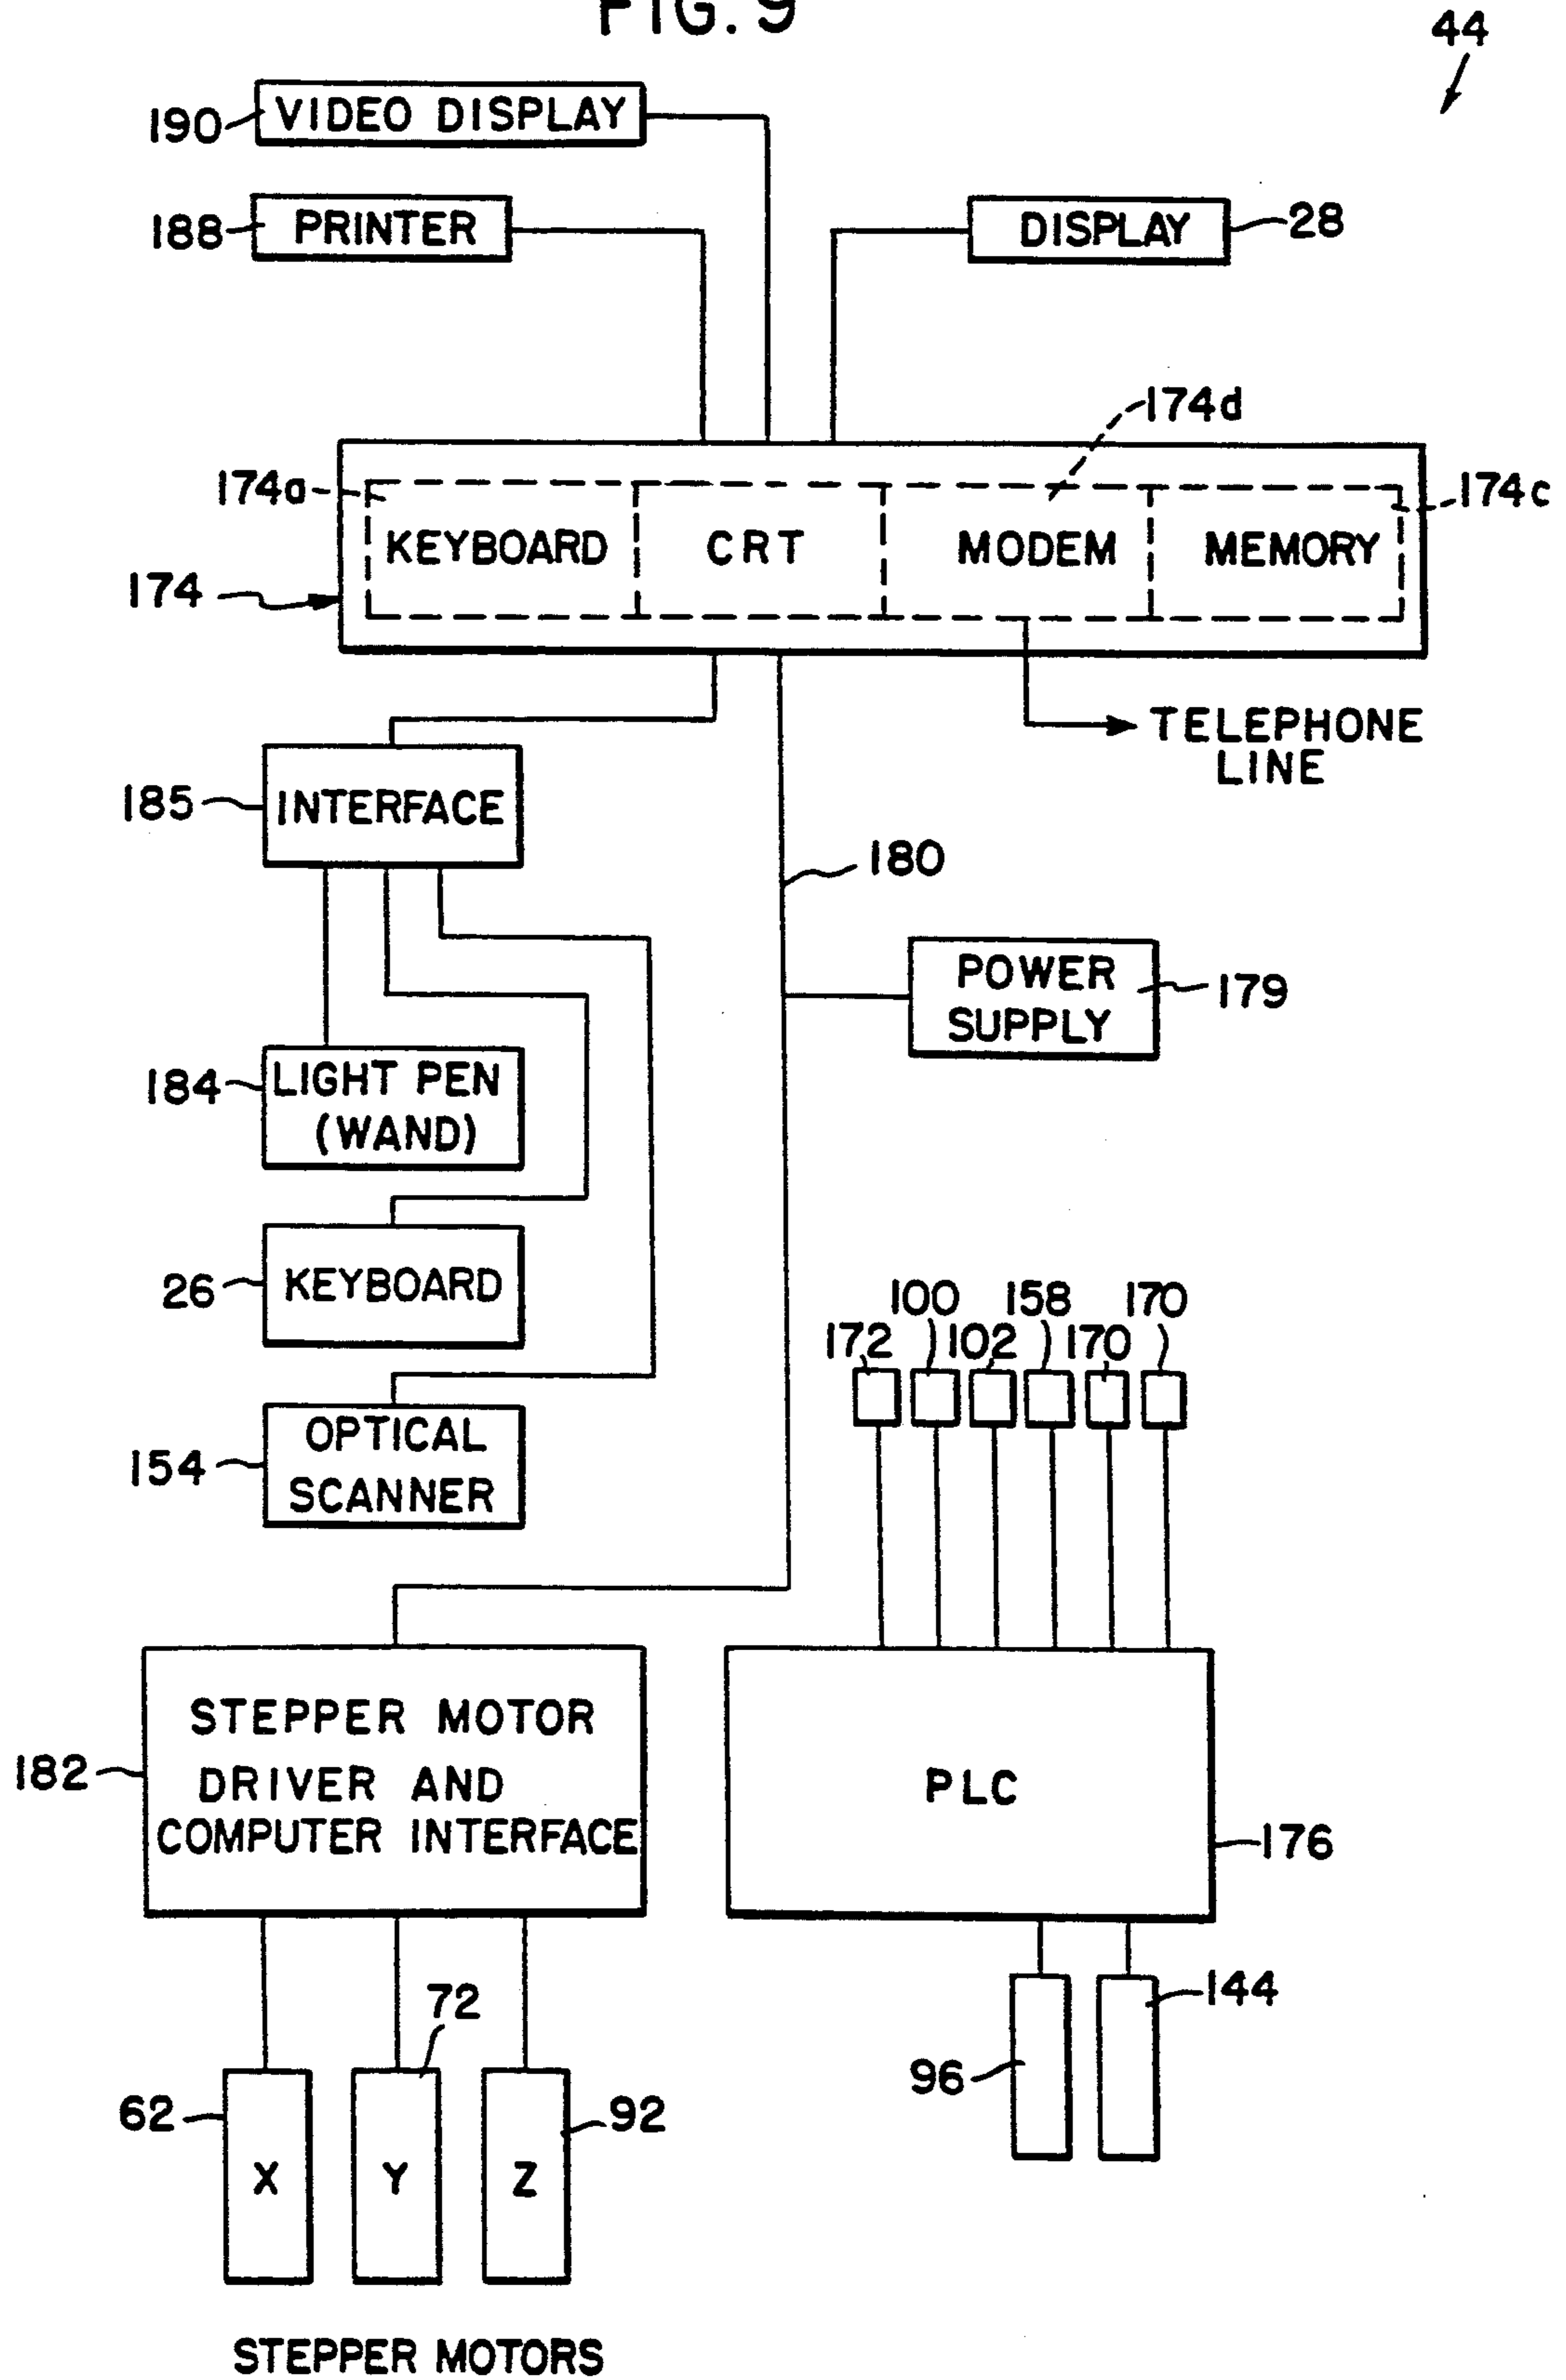 FIG. 9
44
190
VIDEO DISPLAY
188
PRINTER
DISPLAY
28
174d
174a
174c
KEYBOARD
CRT
MODEM
MEMORY
174
TELEPHONE
LINE
185
INTERFACE
180
POWER
SUPPLY
179
184
LIGHT PEN
(WAND)
26
KEYBOARD
100
158
170
172
102
170
154
OPTICAL
SCANNER
182
STEPPER MOTOR
DRIVER AND
COMPUTER INTERFACE
PLC
176
72
144
96
62
92
X
Y
Z
STEPPER MOTORS